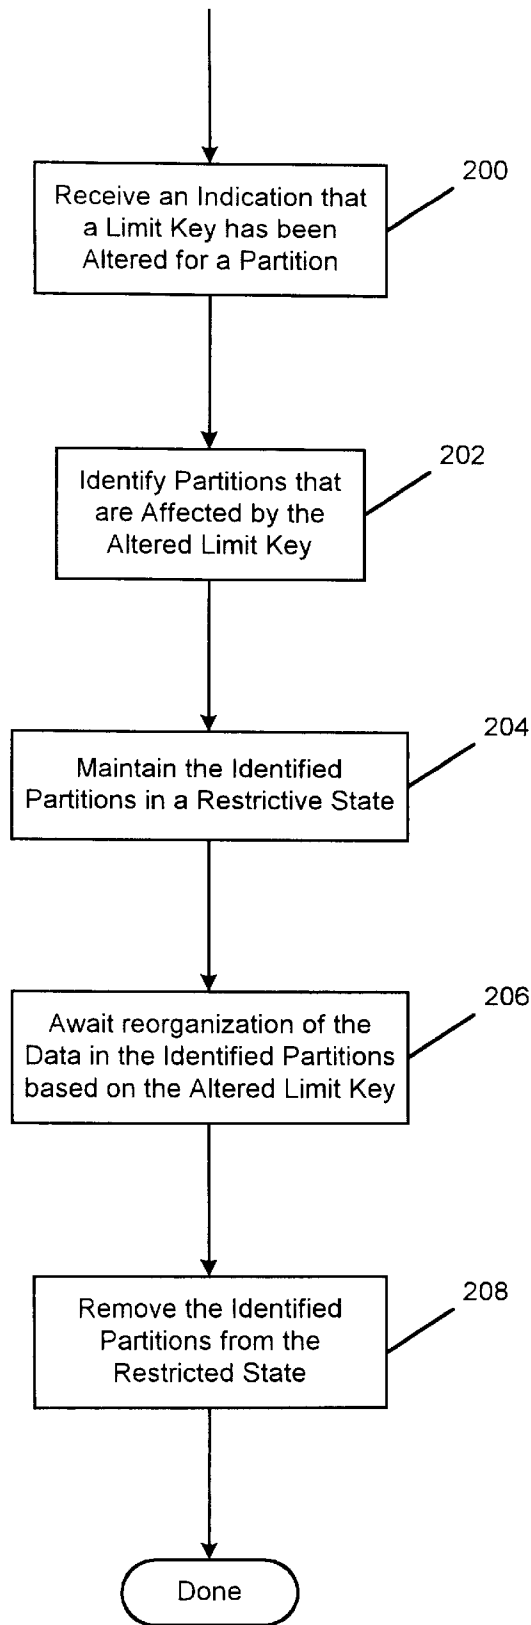 200
Receive an Indication that
a Limit Key has been
Altered for a Partition
202
Identify Partitions that
are Affected by the
Altered Limit Key
204
Maintain the Identified
Partitions in a Restrictive State
206
Await reorganization of the
Data in the Identified Partitions
based on the Altered Limit Key
208
Remove the Identified
Partitions from the
Restricted State
Done